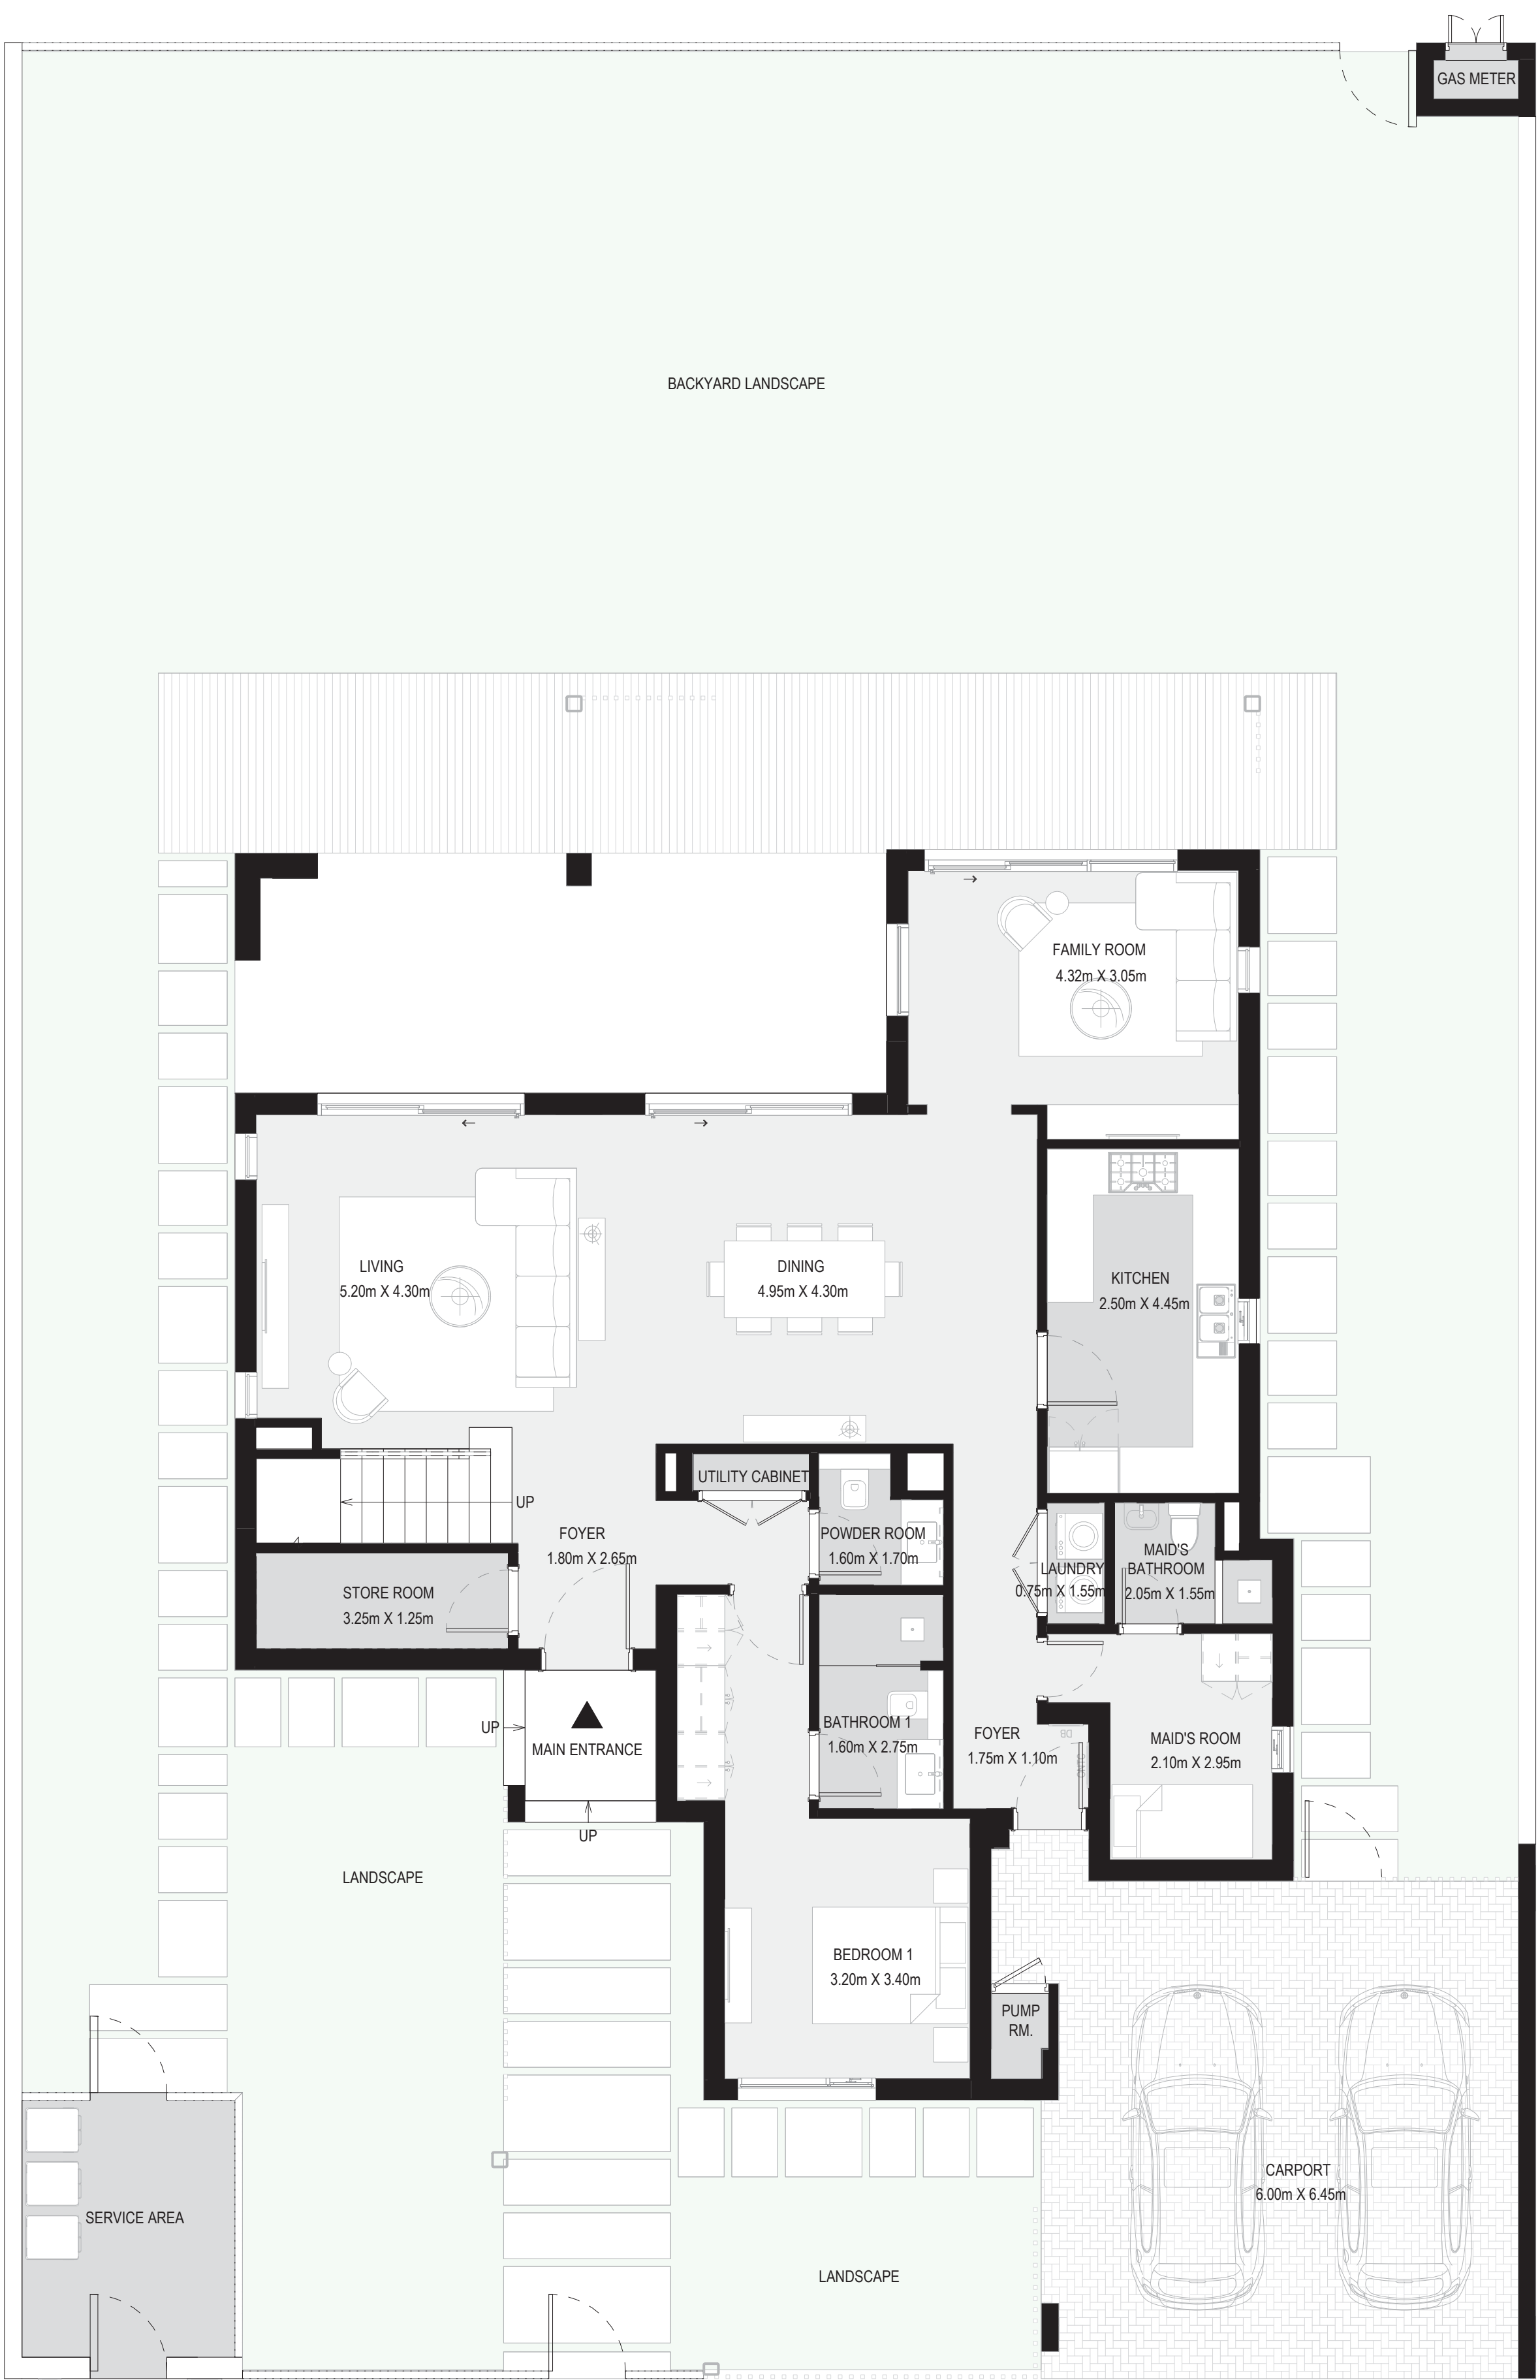 GAS METER
BACKYARD LANDSCAPE
FAMILY ROOM
4.32m X 3.05m
LIVING
5.20m X 4.30m
DINING
4.95m X 4.30m
KITCHEN
2.50m X 4.45m
UTILITY CABINET
UP
FOYER
1.80m X 2.65m
POWDER ROOM
1.60m X 1.70m
LAUNDRY
0.75m X 1.55m
MAID'S
BATHROOM
2.05m X 1.55m
STORE ROOM
3.25m X 1.25m
UP
MAIN ENTRANCE
BATHROOM 1
1.60m X 2.75m
FOYER
1.75m X 1.10m
DB
MAID'S ROOM
2.10m X 2.95m
UP
LANDSCAPE
BEDROOM 1
3.20m X 3.40m
PUMP
RM.
SERVICE AREA
CARPORT
6.00m X 6.45m
LANDSCAPE